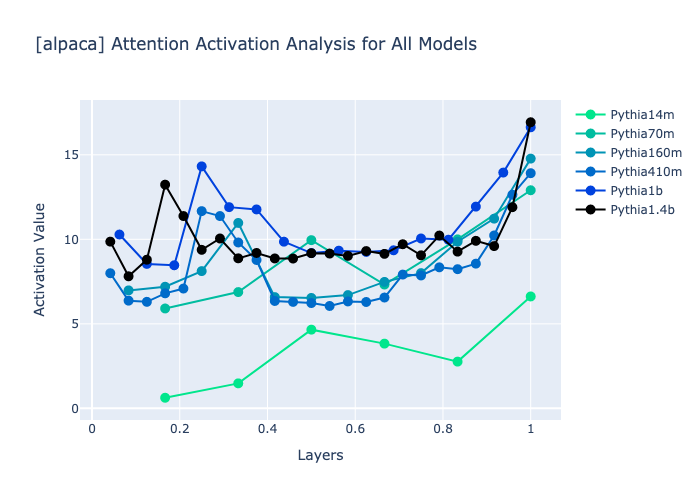 [alpaca] Attention Activation Analysis for All Models
Pythia14m
Pythia70m
Pythia160m
Pythia410m
Pythia1b
Pythia1.4b
Activation Value
15
10
5
0
0
0.2
0.4
0.6
0.8
1
Layers